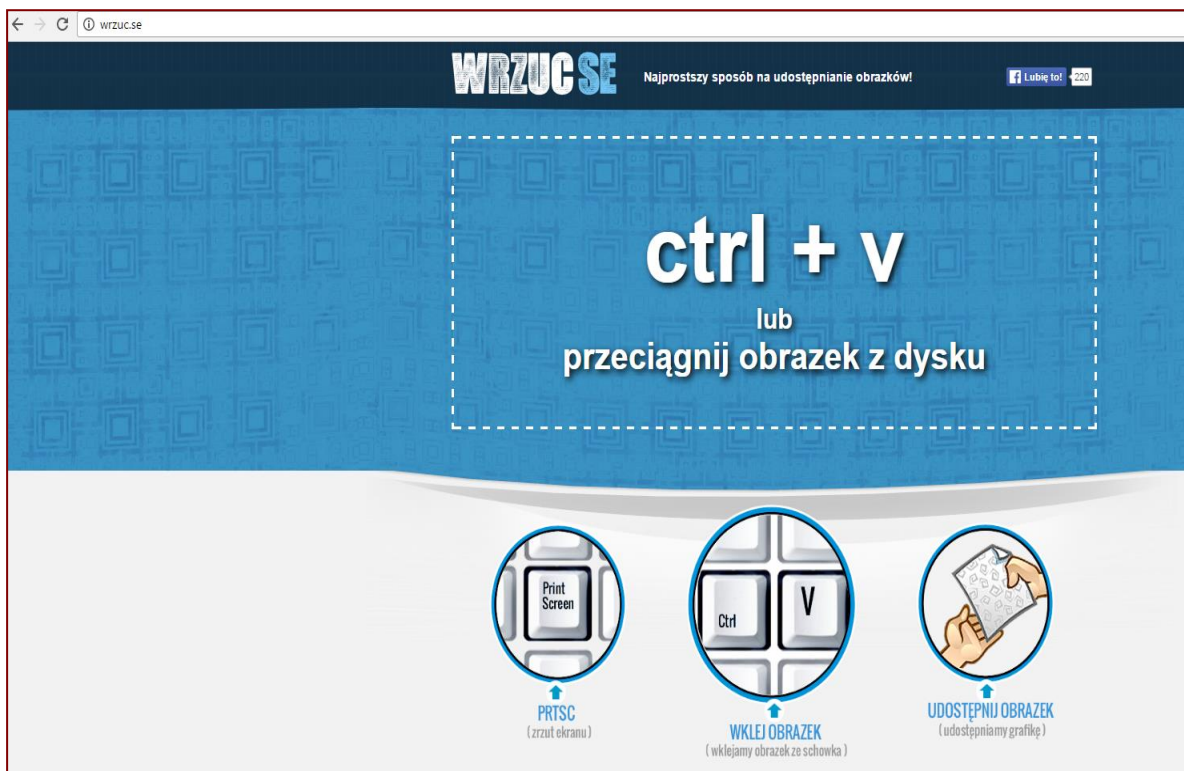 wrzuc.se
WRZUC SE
Najprostszy sposób na udostępnianie obrazków!
Lubię to! 220
ctrl + v
lub
przeciągnij obrazek z dysku
Print
Screen
Ctrl
V
PRTSC
( zrzut ekranu )
WKLEJ OBRAZEK
( wklejamy obrazek ze schowka )
UDOSTĘPNIJ OBRAZEK
( udostępniamy grafikę )